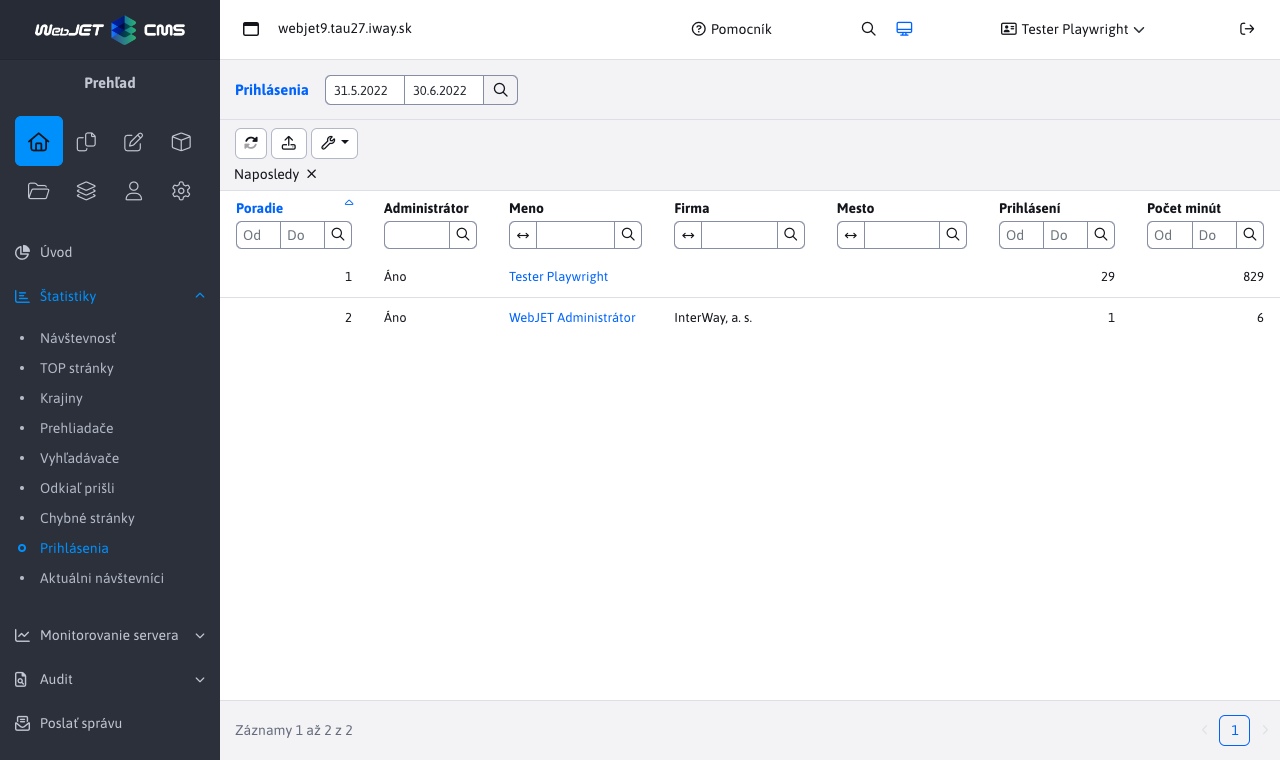 WebJET CMS
webjet9.tau27.iway.sk
Pomocník
Tester Playwright
Prehľad
Prihlásenia
31.5.2022
30.6.2022
Naposledy
Poradie Administrátor Meno Firma Mesto Prihlásení Počet minút
Od Do Od Do Od Do
1 Áno Tester Playwright 29 829
2 Áno WebJET Administrátor InterWay, a. s. 1 6
Úvod
Štatistiky
Návštevnosť
TOP stránky
Krajiny
Prehliadače
Vyhľadávače
Odkiaľ prišli
Chybné stránky
Prihlásenia
Aktuálni návštevníci
Monitorovanie servera
Audit
Poslať správu
Záznamy 1 až 2 z 2
1